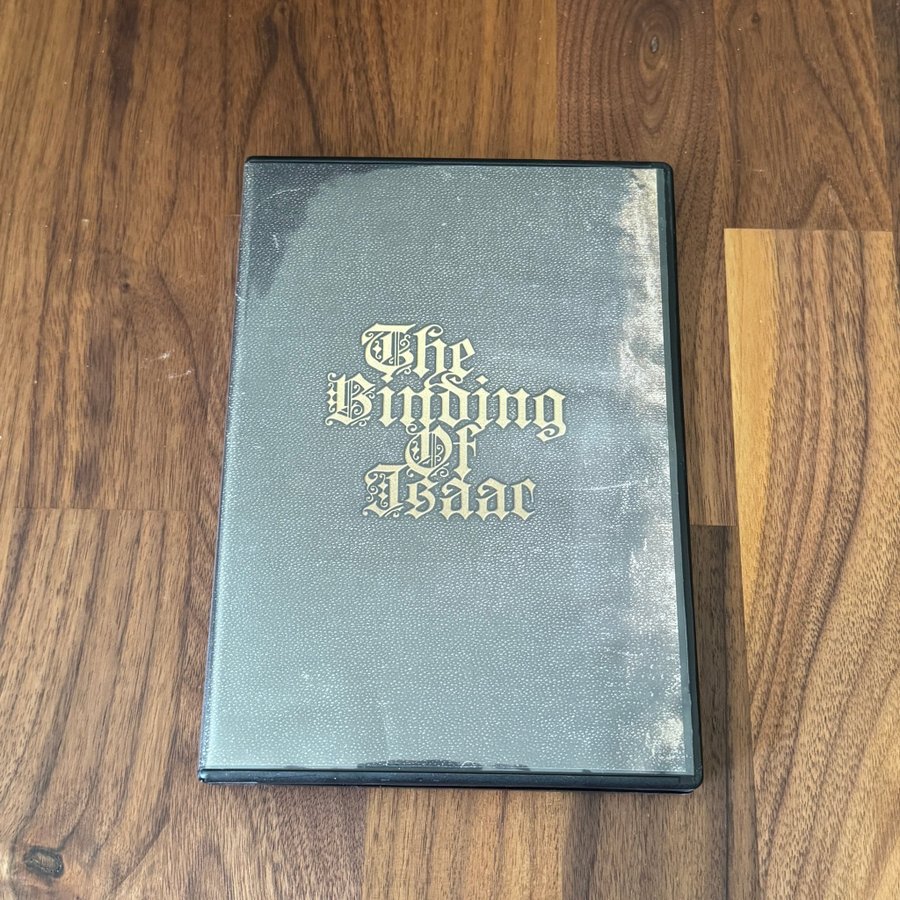 The
Binding
Of
Isaac